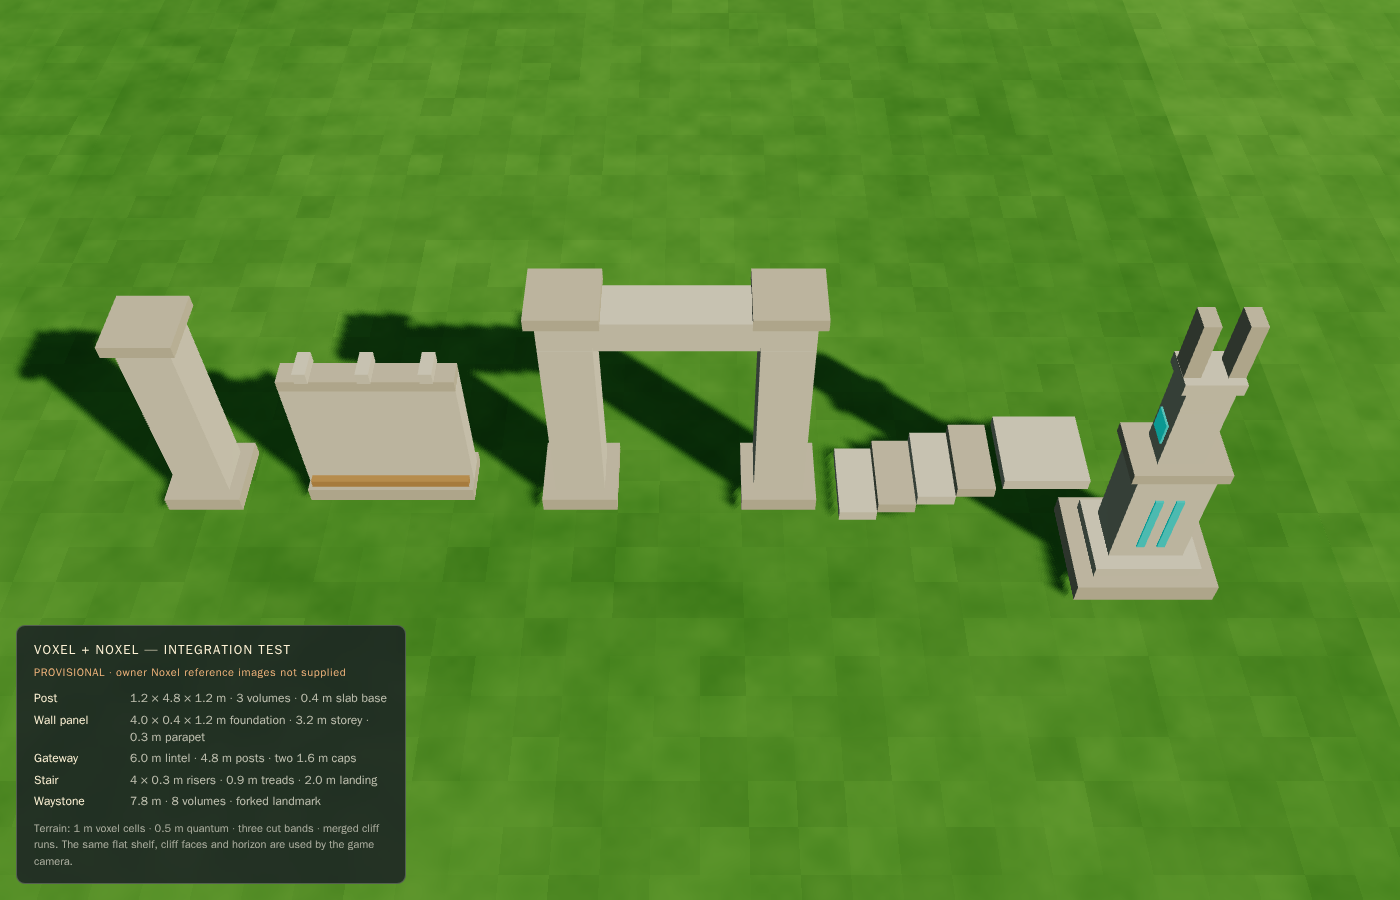 VOXEL + NOXEL — INTEGRATION TEST
PROVISIONAL · owner Noxel reference images not supplied
Post 1.2 × 4.8 × 1.2 m · 3 volumes · 0.4 m slab base
Wall panel 4.0 × 0.4 × 1.2 m foundation · 3.2 m storey ·
0.3 m parapet
Gateway 6.0 m lintel · 4.8 m posts · two 1.6 m caps
Stair 4 × 0.3 m risers · 0.9 m treads · 2.0 m landing
Waystone 7.8 m · 8 volumes · forked landmark
Terrain: 1 m voxel cells · 0.5 m quantum · three cut bands · merged cliff
runs. The same flat shelf, cliff faces and horizon are used by the game
camera.